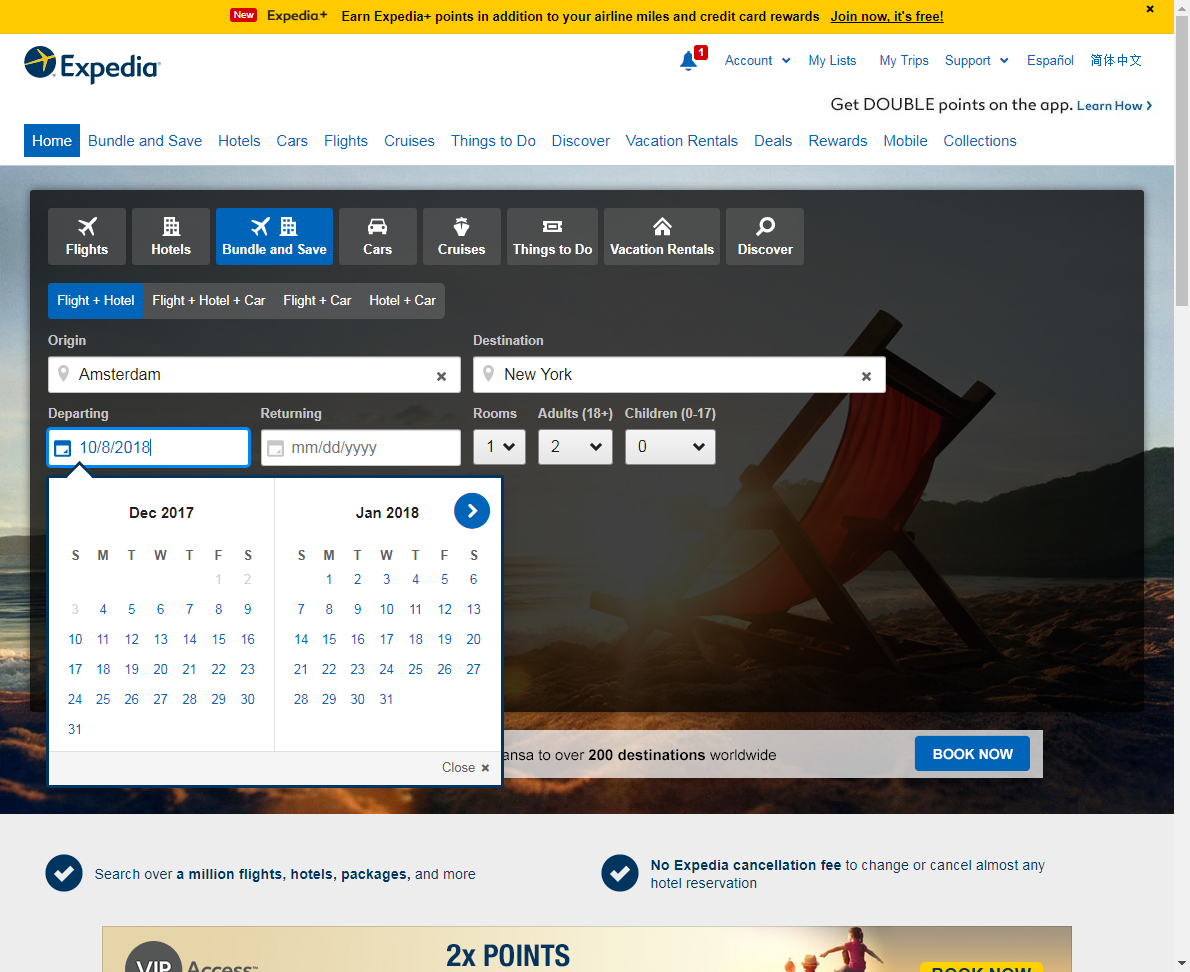 New Expedia+ Earn Expedia+ points in addition to your airline miles and credit card rewards Join now, it's free!
Expedia
1 Account My Lists My Trips Support Español 简体中文
Get DOUBLE points on the app. Learn How
Home Bundle and Save Hotels Cars Flights Cruises Things to Do Discover Vacation Rentals Deals Rewards Mobile Collections
Flights Hotels Bundle and Save Cars Cruises Things to Do Vacation Rentals Discover
Flight + Hotel Flight + Hotel + Car Flight + Car Hotel + Car
Origin Destination
Amsterdam New York
Departing Returning Rooms Adults (18+) Children (0-17)
10/8/2018 mm/dd/yyyy 1 2 0
Dec 2017 Jan 2018
S M T W T F S S M T W T F S
1 2 1 2 3 4 5 6
3 4 5 6 7 8 9 7 8 9 10 11 12 13
10 11 12 13 14 15 16 14 15 16 17 18 19 20
17 18 19 20 21 22 23 21 22 23 24 25 26 27
24 25 26 27 28 29 30 28 29 30 31
31
Close
ansa to over 200 destinations worldwide BOOK NOW
Search over a million flights, hotels, packages, and more
No Expedia cancellation fee to change or cancel almost any
hotel reservation
2x POINTS
VIP Access BOOK NOW